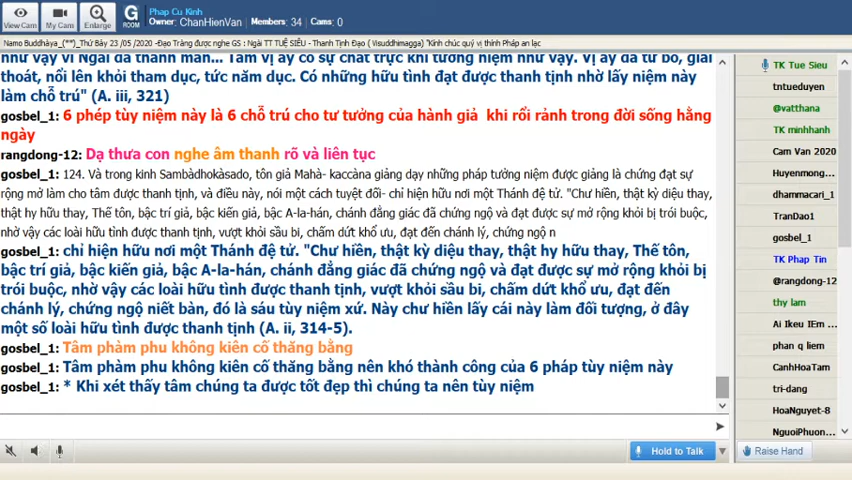 Phap Cu Kinh
Owner: ChanHienVan   Members: 34   Cams: 0
View Cam
My Cam
Enlarge
G
ROOM
Namo Buddhàya_(**)_Thứ Bảy 23 /05 /2020 -Đạo Tràng được nghe GS : Ngài TT TUỆ SIÊU - Thanh Tịnh Đạo ( Visuddhimagga) "Kính chúc quý vị thính Pháp an lạc
như vậy vì Ngài đa thanh man... Tâm vị ấy có sự chất trực khi tưởng niệm như vậy. Vị ấy đã từ bỏ, giải
thoát, nổi lên khỏi tham dục, tức năm dục. Có những hữu tình đạt được thanh tịnh nhờ lấy niệm này
làm chỗ trú" (A. iii, 321)
gosbel_1: 6 phép tùy niệm này là 6 chỗ trú cho tư tưởng của hành giả  khi rỗi rảnh trong đời sống hằng
ngày
rangdong-12: Dạ thưa con nghe âm thanh rõ và liên tục
gosbel_1: 124. Và trong kinh Sambàdhokàsado, tôn giả Mahà- kaccàna giảng dạy những pháp tưởng niệm được giảng là chứng đạt sự
rộng mở làm cho tâm được thanh tịnh, và điều này, nói một cách tuyệt đối- chỉ hiện hữu nơi một Thánh đệ tử. "Chư hiền, thật kỳ diệu thay,
thật hy hữu thay, Thế tôn, bậc trí giả, bậc kiến giả, bậc A-la-hán, chánh đẳng giác đã chứng ngộ và đạt được sự mở rộng khỏi bị trói buộc,
nhờ vậy các loài hữu tình được thanh tịnh, vượt khỏi sầu bi, chấm dứt khổ ưu, đạt đến chánh lý, chứng ngộ n
gosbel_1: chỉ hiện hữu nơi một Thánh đệ tử. "Chư hiền, thật kỳ diệu thay, thật hy hữu thay, Thế tôn,
bậc trí giả, bậc kiến giả, bậc A-la-hán, chánh đẳng giác đã chứng ngộ và đạt được sự mở rộng khỏi bị
trói buộc, nhờ vậy các loài hữu tình được thanh tịnh, vượt khỏi sầu bi, chấm dứt khổ ưu, đạt đến
chánh lý, chứng ngộ niết bàn, đó là sáu tùy niệm xứ. Này chư hiền lấy cái này làm đối tượng, ở đây
một số loài hữu tình được thanh tịnh (A. ii, 314-5).
gosbel_1: Tâm phàm phu không kiên cố thăng bằng
gosbel_1: Tâm phàm phu không kiên cố thăng bằng nên khó thành công của 6 pháp tùy niệm này
gosbel_1: * Khi xét thấy tâm chúng ta được tốt đẹp thì chúng ta nên tùy niệm
TK Tue Sieu
tntueduyen
@vatthana
TK minhhanh
Cam Van 2020
Huyenmong...
dhammacari_1
TranDao1
gosbel_1
TK Phap Tin
@rangdong-12
thy lam
Ai Ikeu IEm ...
phan q liem
CanhHoaTam
tri-dang
HoaNguyet-8
NguoiPhuon...
Hold to Talk
Raise Hand